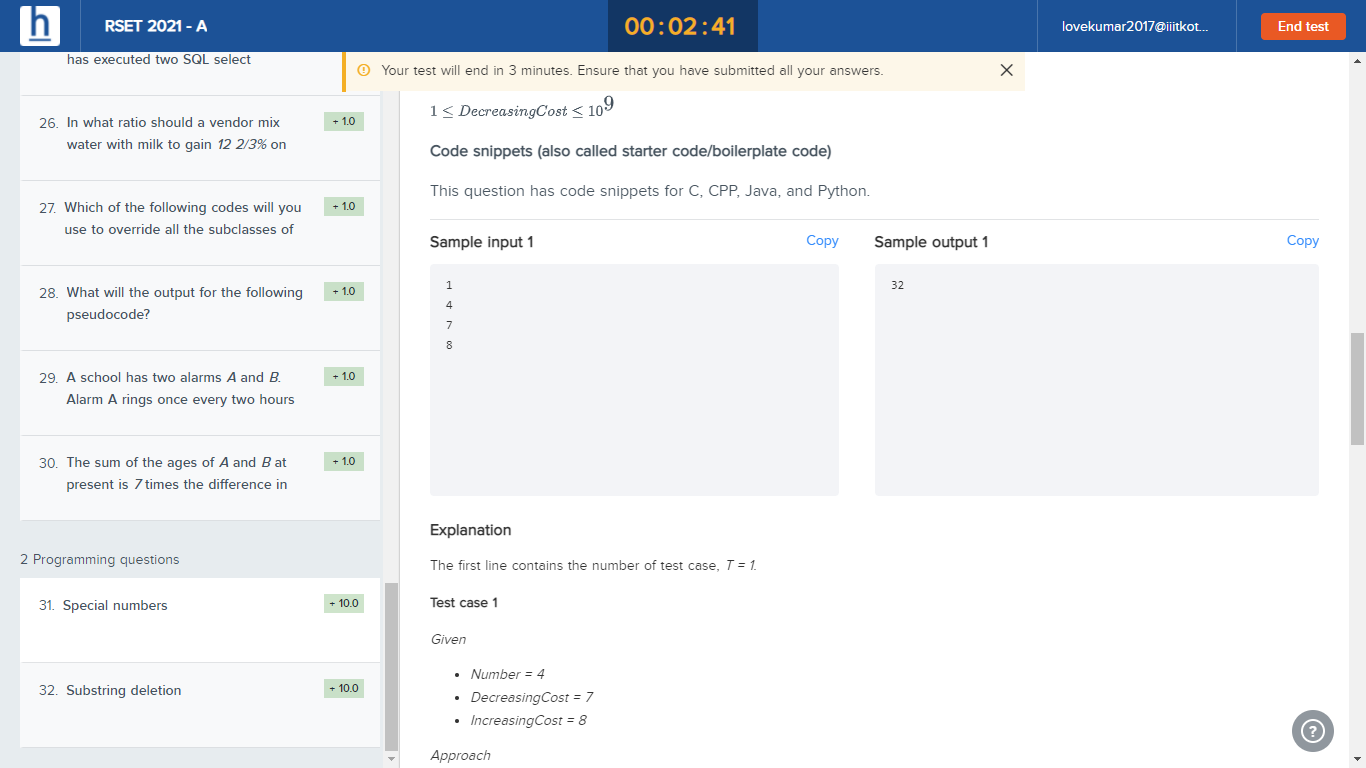 h
RSET 2021 - A
00:02:41
lovekumar2017@iiitkot...
End test
has executed two SQL select
Your test will end in 3 minutes. Ensure that you have submitted all your answers.
26. In what ratio should a vendor mix
water with milk to gain 12 2/3% on
+ 1.0
27. Which of the following codes will you
use to override all the subclasses of
+ 1.0
28. What will the output for the following
pseudocode?
+ 1.0
29. A school has two alarms A and B.
Alarm A rings once every two hours
+ 1.0
30. The sum of the ages of A and B at
present is 7 times the difference in
+ 1.0
2 Programming questions
31. Special numbers
+ 10.0
32. Substring deletion
+ 10.0
1 ≤ DecreasingCost ≤ 10⁹
Code snippets (also called starter code/boilerplate code)
This question has code snippets for C, CPP, Java, and Python.
Sample input 1
Copy
1
4
7
8
Sample output 1
Copy
32
Explanation
The first line contains the number of test case, T = 1.
Test case 1
Given
• Number = 4
• DecreasingCost = 7
• IncreasingCost = 8
Approach
?